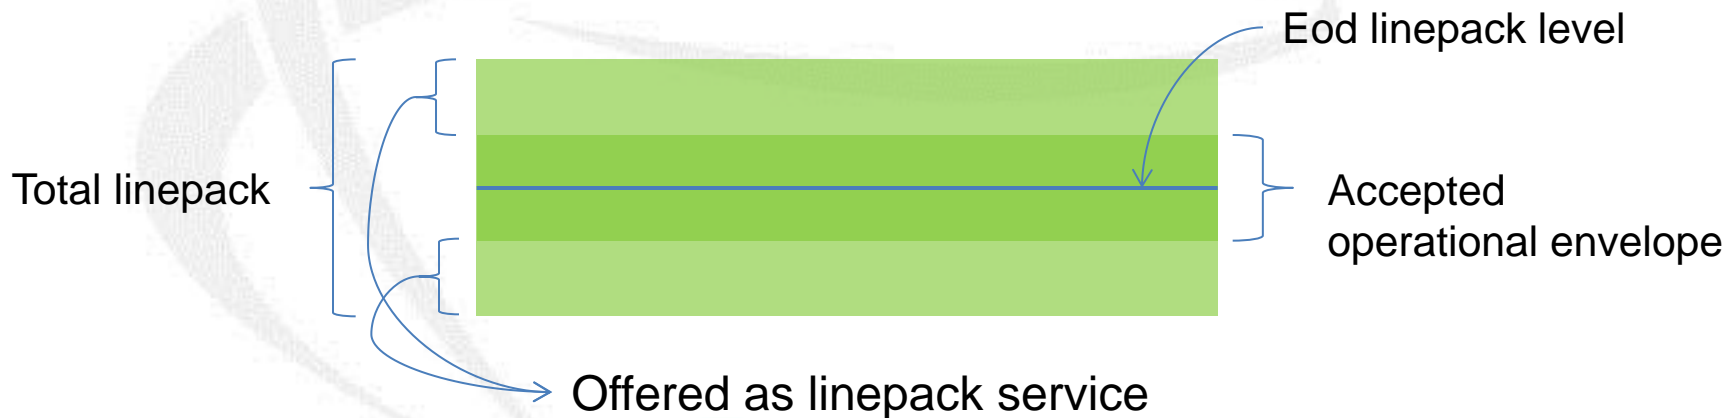 Eod linepack level
Total linepack
Accepted
operational envelope
Offered as linepack service